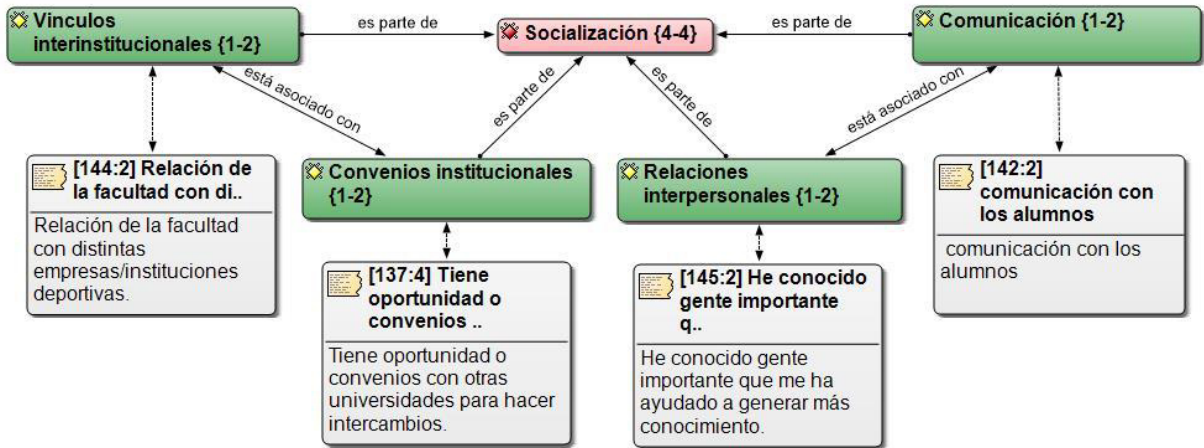 Vinculos
interinstitucionales {1-2}
es parte de
Socialización {4-4}
es parte de
Comunicación {1-2}
está asociado con
es parte de
es parte de
está asociado con
[144:2] Relación de
la facultad con di..
Relación de la facultad
con distintas
empresas/instituciones
deportivas.
Convenios institucionales
{1-2}
Relaciones
interpersonales {1-2}
[142:2]
comunicación con
los alumnos
comunicación con los
alumnos
[137:4] Tiene
oportunidad o
convenios ..
Tiene oportunidad o
convenios con otras
universidades para hacer
intercambios.
[145:2] He conocido
gente importante
q..
He conocido gente
importante que me ha
ayudado a generar más
conocimiento.